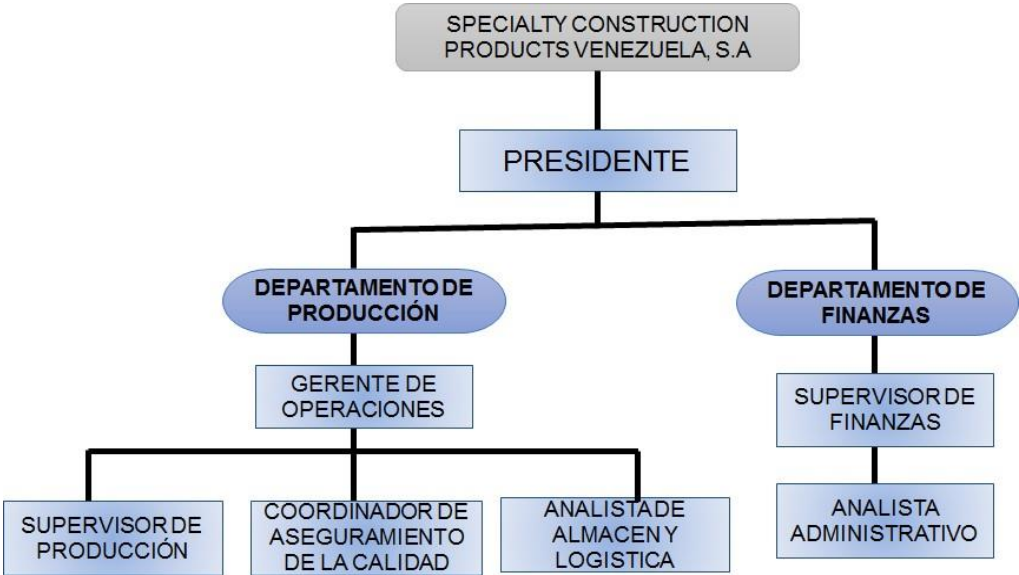 SPECIALTY CONSTRUCTION
PRODUCTS VENEZUELA, S.A
PRESIDENTE
DEPARTAMENTO DE
PRODUCCIÓN
DEPARTAMENTO DE
FINANZAS
GERENTE DE
OPERACIONES
SUPERVISOR DE
FINANZAS
SUPERVISOR DE
PRODUCCIÓN
COORDINADOR DE
ASEGURAMIENTO
DE LA CALIDAD
ANALISTA DE
ALMACEN Y
LOGISTICA
ANALISTA
ADMINISTRATIVO